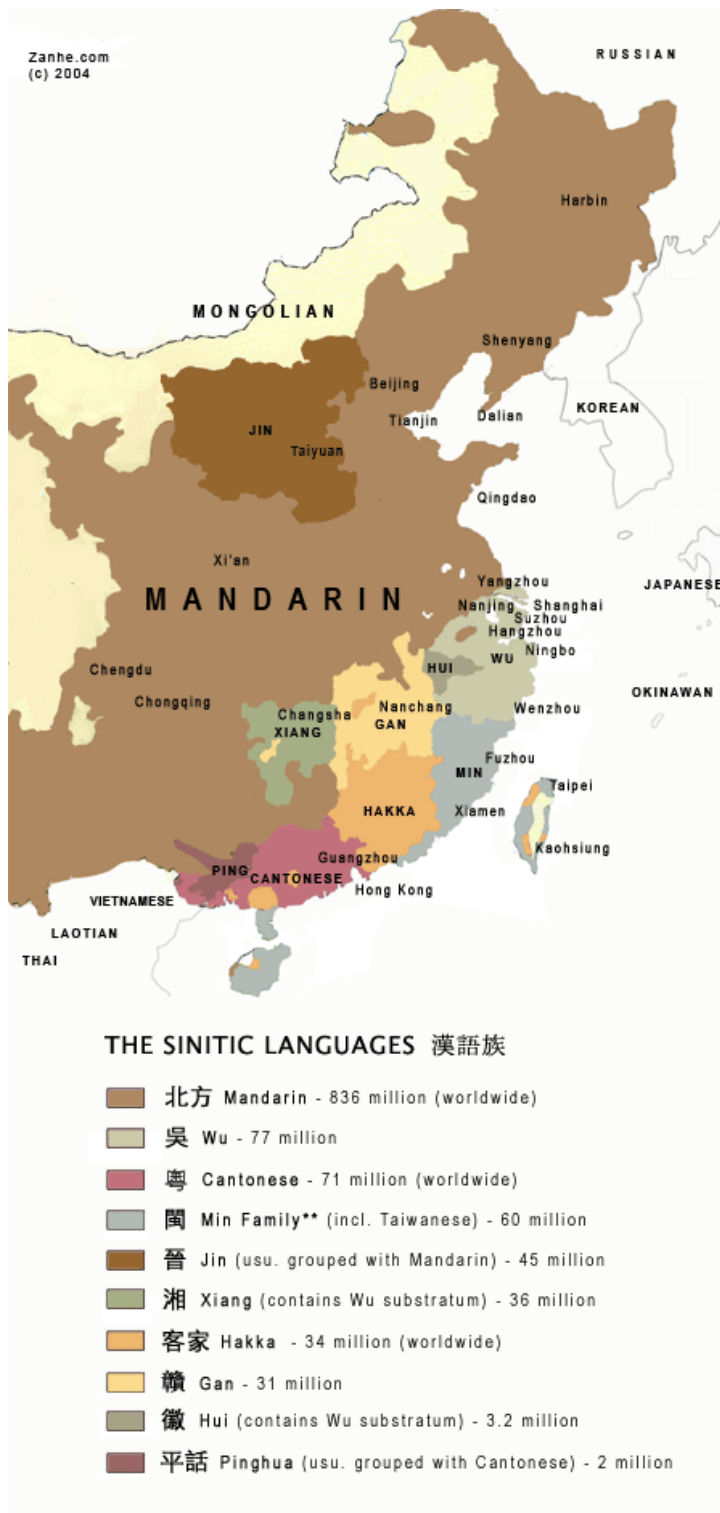 Zanhe.com
(c) 2004
RUSSIAN
Harbin
MONGOLIAN
Shenyang
Beijing
Tianjin
Dalian
KOREAN
JIN
Taiyuan
Qingdao
Xi'an
MANDARIN
Yangzhou
JAPANESE
Nanjing
Shanghai
Suzhou
Hangzhou
Ningbo
WU
HUI
Chengdu
Chongqing
OKINAWAN
Changsha
Nanchang
Wenzhou
XIANG
GAN
Fuzhou
MIN
Taipei
HAKKA
Xiamen
Kaohsiung
Guangzhou
PING
CANTONESE
Hong Kong
VIETNAMESE
LAOTIAN
THAI
THE SINITIC LANGUAGES 漢語族
北方 Mandarin - 836 million (worldwide)
吳 Wu - 77 million
粵 Cantonese - 71 million (worldwide)
閩 Min Family** (incl. Taiwanese) - 60 million
晉 Jin (usu. grouped with Mandarin) - 45 million
湘 Xiang (contains Wu substratum) - 36 million
客家 Hakka - 34 million (worldwide)
贛 Gan - 31 million
徽 Hui (contains Wu substratum) - 3.2 million
平話 Pinghua (usu. grouped with Cantonese) - 2 million